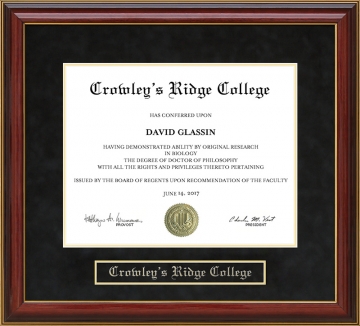 Crowley's Ridge College
HAS CONFERRED UPON
DAVID GLASSIN
HAVING DEMONSTRATED ABILITY BY ORIGINAL RESEARCH
IN BIOLOGY
THE DEGREE OF DOCTOR OF PHILOSOPHY
WITH ALL THE RIGHTS AND PRIVILEGES THERETO PERTAINING
ISSUED BY THE BOARD OF REGENTS UPON RECOMMENDATION OF THE FACULTY
JUNE 14, 2017
PROVOST
PRESIDENT
Crowley's Ridge College